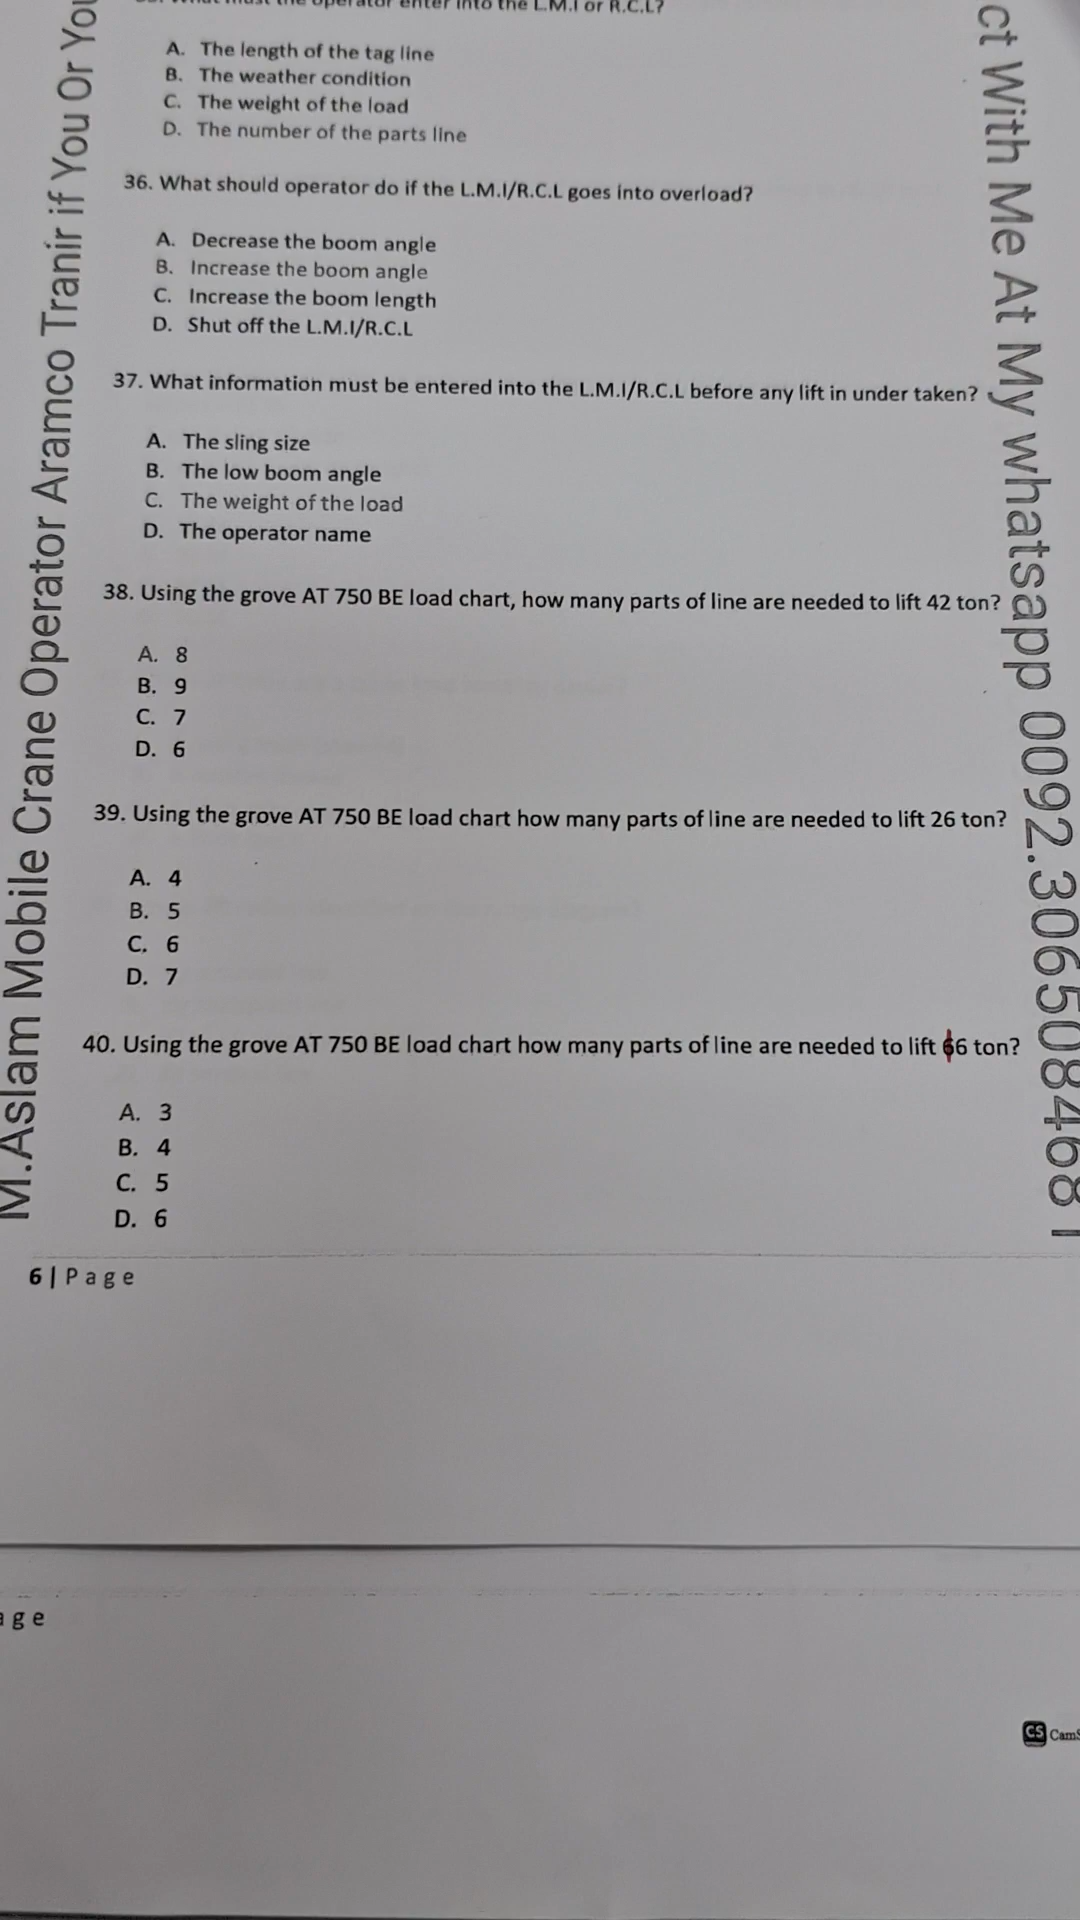 operator enter into the L.M.I or R.C.L?
A. The length of the tag line
B. The weather condition
C. The weight of the load
D. The number of the parts line
36. What should operator do if the L.M.I/R.C.L goes into overload?
A. Decrease the boom angle
B. Increase the boom angle
C. Increase the boom length
D. Shut off the L.M.I/R.C.L
37. What information must be entered into the L.M.I/R.C.L before any lift in under taken?
A. The sling size
B. The low boom angle
C. The weight of the load
D. The operator name
38. Using the grove AT 750 BE load chart, how many parts of line are needed to lift 42 ton?
A. 8
B. 9
C. 7
D. 6
39. Using the grove AT 750 BE load chart how many parts of line are needed to lift 26 ton?
A. 4
B. 5
C. 6
D. 7
40. Using the grove AT 750 BE load chart how many parts of line are needed to lift 66 ton?
A. 3
B. 4
C. 5
D. 6
6 | Page
age
M.Aslam Mobile Crane Operator Aramco Tranir if You Or You
ct With Me At My whatsapp 0092.3065084681
CS CamS